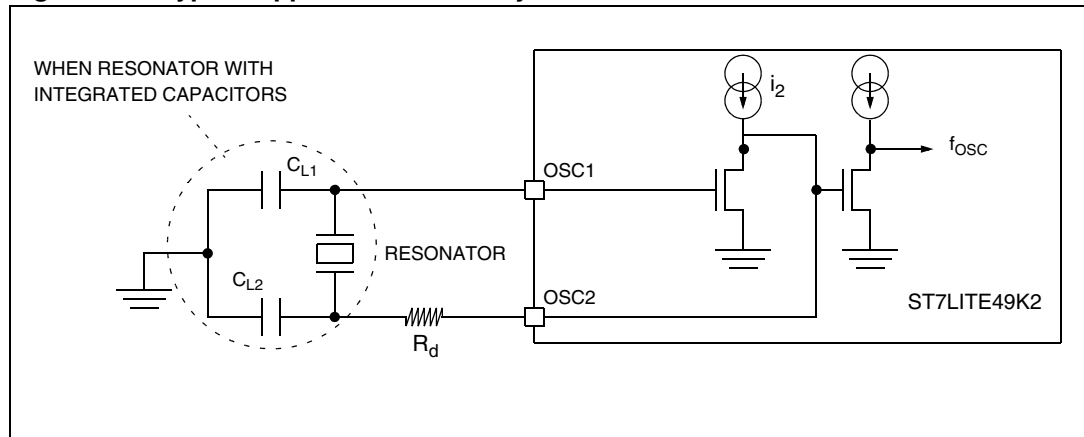 WHEN RESONATOR WITH
INTEGRATED CAPACITORS
CL1
CL2
RESONATOR
Rd
OSC1
OSC2
i2
fOSC
ST7LITE49K2